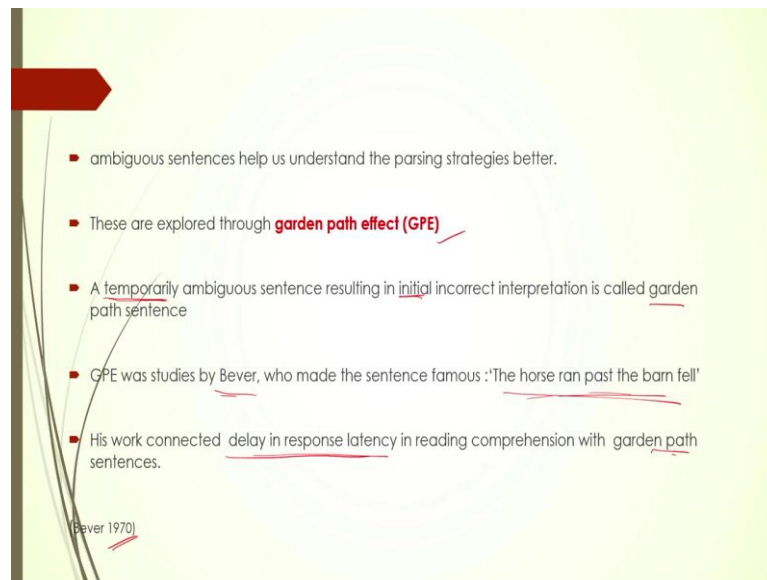 ambiguous sentences help us understand the parsing strategies better.
These are explored through garden path effect (GPE)
A temporarily ambiguous sentence resulting in initial incorrect interpretation is called garden
path sentence
GPE was studies by Bever, who made the sentence famous :'The horse ran past the barn fell'
His work connected delay in response latency in reading comprehension with garden path
sentences.
(Bever 1970)